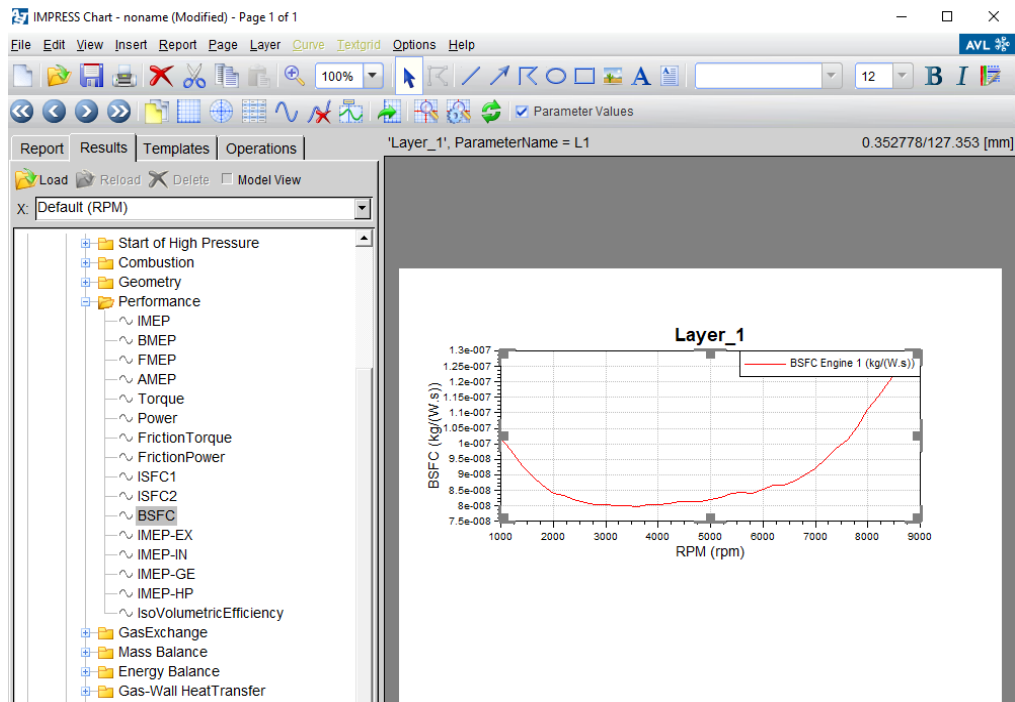 IMPRESS Chart - noname (Modified) - Page 1 of 1
File Edit View Insert Report Page Layer Curve Textgrid Options Help
AVL
100%
A
12
B I
Parameter Values
Report Results Templates Operations
'Layer_1', ParameterName = L1
0.352778/127.353 [mm]
Load Reload Delete Model View
X: Default (RPM)
Start of High Pressure
Combustion
Geometry
Performance
IMEP
BMEP
FMEP
AMEP
Torque
Power
FrictionTorque
FrictionPower
ISFC1
ISFC2
BSFC
IMEP-EX
IMEP-IN
IMEP-GE
IMEP-HP
IsoVolumetricEfficiency
GasExchange
Mass Balance
Energy Balance
Gas-Wall HeatTransfer
Layer_1
BSFC Engine 1 (kg/(W.s))
BSFC (kg/(W.s))
1.3e-007
1.25e-007
1.2e-007
1.15e-007
1.1e-007
1.05e-007
1e-007
9.5e-008
9e-008
8.5e-008
8e-008
7.5e-008
1000 2000 3000 4000 5000 6000 7000 8000 9000
RPM (rpm)